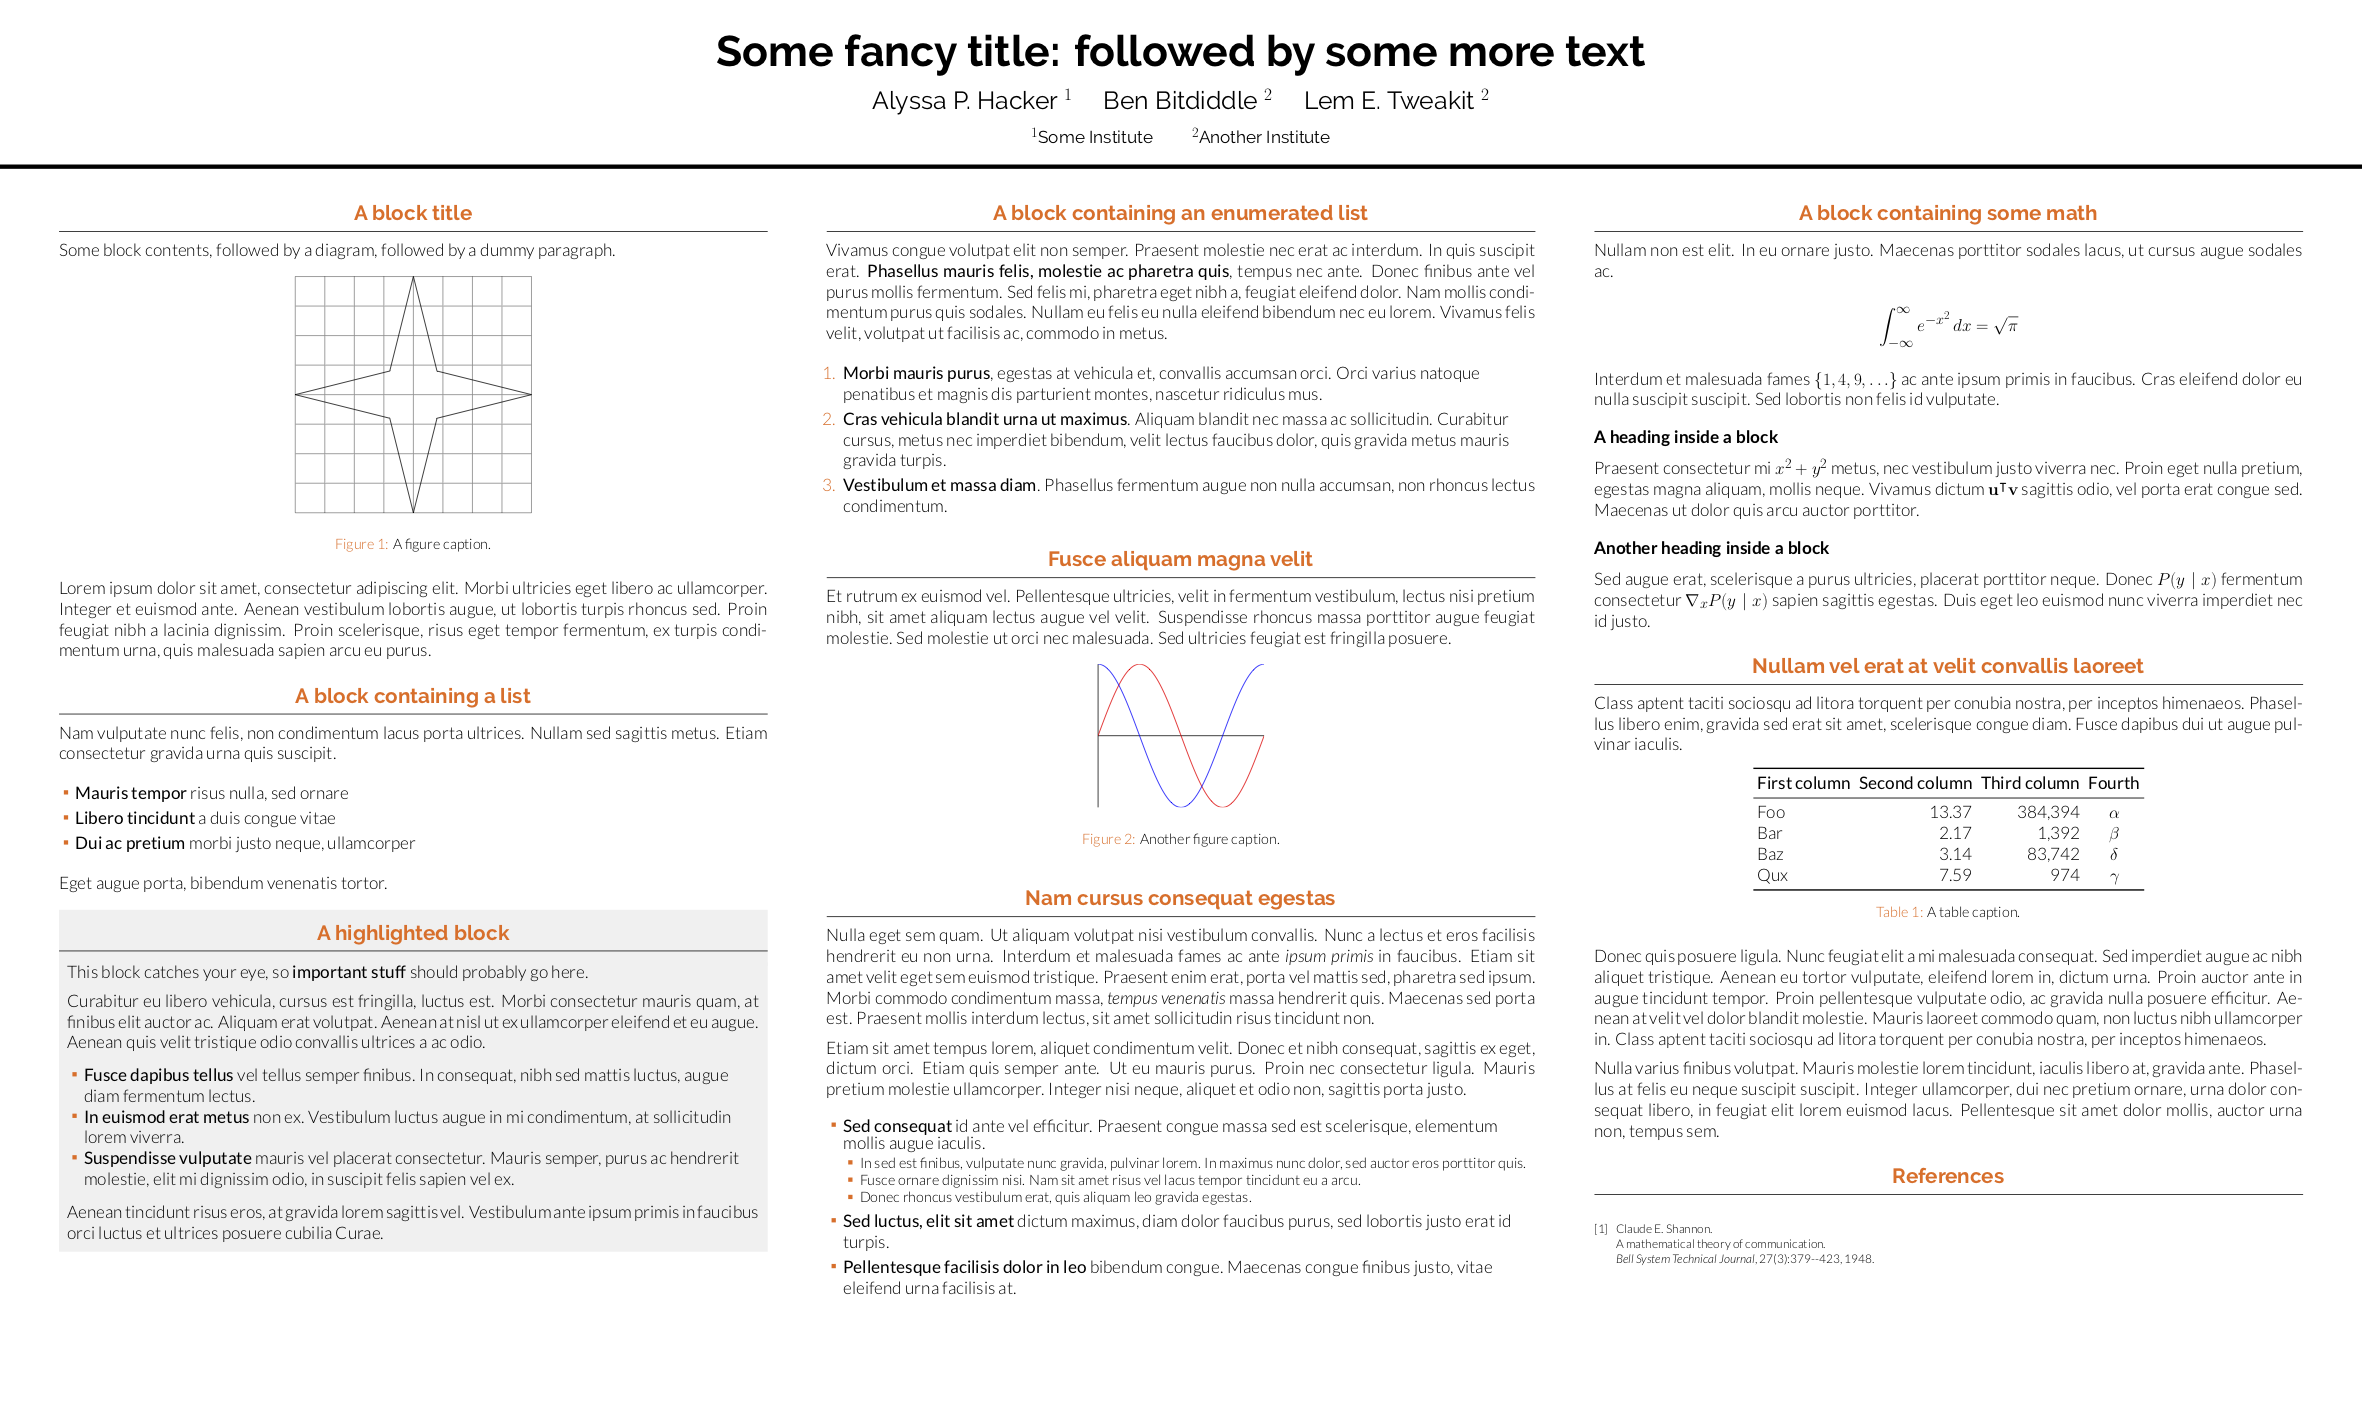 Some fancy title: followed by some more text
Alyssa P. Hacker ¹ Ben Bitdiddle ² Lem E. Tweakit ²
¹Some Institute ²Another Institute
A block title
Some block contents, followed by a diagram, followed by a dummy paragraph.
Figure 1: A figure caption.
Lorem ipsum dolor sit amet, consectetur adipiscing elit. Morbi ultricies eget libero ac ullamcorper.
Integer et euismod ante. Aenean vestibulum lobortis augue, ut lobortis turpis rhoncus sed. Proin
feugiat nibh a lacinia dignissim. Proin scelerisque, risus eget tempor fermentum, ex turpis condi-
mentum urna, quis malesuada sapien arcu eu purus.
A block containing a list
Nam vulputate nunc felis, non condimentum lacus porta ultrices. Nullam sed sagittis metus. Etiam
consectetur gravida urna quis suscipit.
▪ Mauris tempor risus nulla, sed ornare
▪ Libero tincidunt a duis congue vitae
▪ Dui ac pretium morbi justo neque, ullamcorper
Eget augue porta, bibendum venenatis tortor.
A highlighted block
This block catches your eye, so important stuff should probably go here.
Curabitur eu libero vehicula, cursus est fringilla, luctus est. Morbi consectetur mauris quam, at
finibus elit auctor ac. Aliquam erat volutpat. Aenean at nisl ut ex ullamcorper eleifend et eu augue.
Aenean quis velit tristique odio convallis ultrices a ac odio.
▪ Fusce dapibus tellus vel tellus semper finibus. In consequat, nibh sed mattis luctus, augue
diam fermentum lectus.
▪ In euismod erat metus non ex. Vestibulum luctus augue in mi condimentum, at sollicitudin
lorem viverra.
▪ Suspendisse vulputate mauris vel placerat consectetur. Mauris semper, purus ac hendrerit
molestie, elit mi dignissim odio, in suscipit felis sapien vel ex.
Aenean tincidunt risus eros, at gravida lorem sagittis vel. Vestibulum ante ipsum primis in faucibus
orci luctus et ultrices posuere cubilia Curae.
A block containing an enumerated list
Vivamus congue volutpat elit non semper. Praesent molestie nec erat ac interdum. In quis suscipit
erat. Phasellus mauris felis, molestie ac pharetra quis, tempus nec ante. Donec finibus ante vel
purus mollis fermentum. Sed felis mi, pharetra eget nibh a, feugiat eleifend dolor. Nam mollis condi-
mentum purus quis sodales. Nullam eu felis eu nulla eleifend bibendum nec eu lorem. Vivamus felis
velit, volutpat ut facilisis ac, commodo in metus.
1. Morbi mauris purus, egestas at vehicula et, convallis accumsan orci. Orci varius natoque
penatibus et magnis dis parturient montes, nascetur ridiculus mus.
2. Cras vehicula blandit urna ut maximus. Aliquam blandit nec massa ac sollicitudin. Curabitur
cursus, metus nec imperdiet bibendum, velit lectus faucibus dolor, quis gravida metus mauris
gravida turpis.
3. Vestibulum et massa diam. Phasellus fermentum augue non nulla accumsan, non rhoncus lectus
condimentum.
Fusce aliquam magna velit
Et rutrum ex euismod vel. Pellentesque ultricies, velit in fermentum vestibulum, lectus nisi pretium
nibh, sit amet aliquam lectus augue vel velit. Suspendisse rhoncus massa porttitor augue feugiat
molestie. Sed molestie ut orci nec malesuada. Sed ultricies feugiat est fringilla posuere.
Figure 2: Another figure caption.
Nam cursus consequat egestas
Nulla eget sem quam. Ut aliquam volutpat nisi vestibulum convallis. Nunc a lectus et eros facilisis
hendrerit eu non urna. Interdum et malesuada fames ac ante ipsum primis in faucibus. Etiam sit
amet velit eget sem euismod tristique. Praesent enim erat, porta vel mattis sed, pharetra sed ipsum.
Morbi commodo condimentum massa, tempus venenatis massa hendrerit quis. Maecenas sed porta
est. Praesent mollis interdum lectus, sit amet sollicitudin risus tincidunt non.
Etiam sit amet tempus lorem, aliquet condimentum velit. Donec et nibh consequat, sagittis ex eget,
dictum orci. Etiam quis semper ante. Ut eu mauris purus. Proin nec consectetur ligula. Mauris
pretium molestie ullamcorper. Integer nisi neque, aliquet et odio non, sagittis porta justo.
▪ Sed consequat id ante vel efficitur. Praesent congue massa sed est scelerisque, elementum
mollis augue iaculis.
▪ In sed est finibus, vulputate nunc gravida, pulvinar lorem. In maximus nunc dolor, sed auctor eros porttitor quis.
▪ Fusce ornare dignissim nisi. Nam sit amet risus vel lacus tempor tincidunt eu a arcu.
▪ Donec rhoncus vestibulum erat, quis aliquam leo gravida egestas.
▪ Sed luctus, elit sit amet dictum maximus, diam dolor faucibus purus, sed lobortis justo erat id
turpis.
▪ Pellentesque facilisis dolor in leo bibendum congue. Maecenas congue finibus justo, vitae
eleifend urna facilisis at.
A block containing some math
Nullam non est elit. In eu ornare justo. Maecenas porttitor sodales lacus, ut cursus augue sodales
ac.
∫_{−∞}^{∞} e^{−x²} dx = √π
Interdum et malesuada fames {1, 4, 9, . . .} ac ante ipsum primis in faucibus. Cras eleifend dolor eu
nulla suscipit suscipit. Sed lobortis non felis id vulputate.
A heading inside a block
Praesent consectetur mi x² + y² metus, nec vestibulum justo viverra nec. Proin eget nulla pretium,
egestas magna aliquam, mollis neque. Vivamus dictum u⊤v sagittis odio, vel porta erat congue sed.
Maecenas ut dolor quis arcu auctor porttitor.
Another heading inside a block
Sed augue erat, scelerisque a purus ultricies, placerat porttitor neque. Donec P(y | x) fermentum
consectetur ∇ₓP(y | x) sapien sagittis egestas. Duis eget leo euismod nunc viverra imperdiet nec
id justo.
Nullam vel erat at velit convallis laoreet
Class aptent taciti sociosqu ad litora torquent per conubia nostra, per inceptos himenaeos. Phasel-
lus libero enim, gravida sed erat sit amet, scelerisque congue diam. Fusce dapibus dui ut augue pul-
vinar iaculis.
First column Second column Third column Fourth
Foo 13.37 384,394 α
Bar 2.17 1,392 β
Baz 3.14 83,742 δ
Qux 7.59 974 γ
Table 1: A table caption.
Donec quis posuere ligula. Nunc feugiat elit a mi malesuada consequat. Sed imperdiet augue ac nibh
aliquet tristique. Aenean eu tortor vulputate, eleifend lorem in, dictum urna. Proin auctor ante in
augue tincidunt tempor. Proin pellentesque vulputate odio, ac gravida nulla posuere efficitur. Ae-
nean at velit vel dolor blandit molestie. Mauris laoreet commodo quam, non luctus nibh ullamcorper
in. Class aptent taciti sociosqu ad litora torquent per conubia nostra, per inceptos himenaeos.
Nulla varius finibus volutpat. Mauris molestie lorem tincidunt, iaculis libero at, gravida ante. Phasel-
lus at felis eu neque suscipit suscipit. Integer ullamcorper, dui nec pretium ornare, urna dolor con-
sequat libero, in feugiat elit lorem euismod lacus. Pellentesque sit amet dolor mollis, auctor urna
non, tempus sem.
References
[1] Claude E. Shannon.
A mathematical theory of communication.
Bell System Technical Journal, 27(3):379--423, 1948.